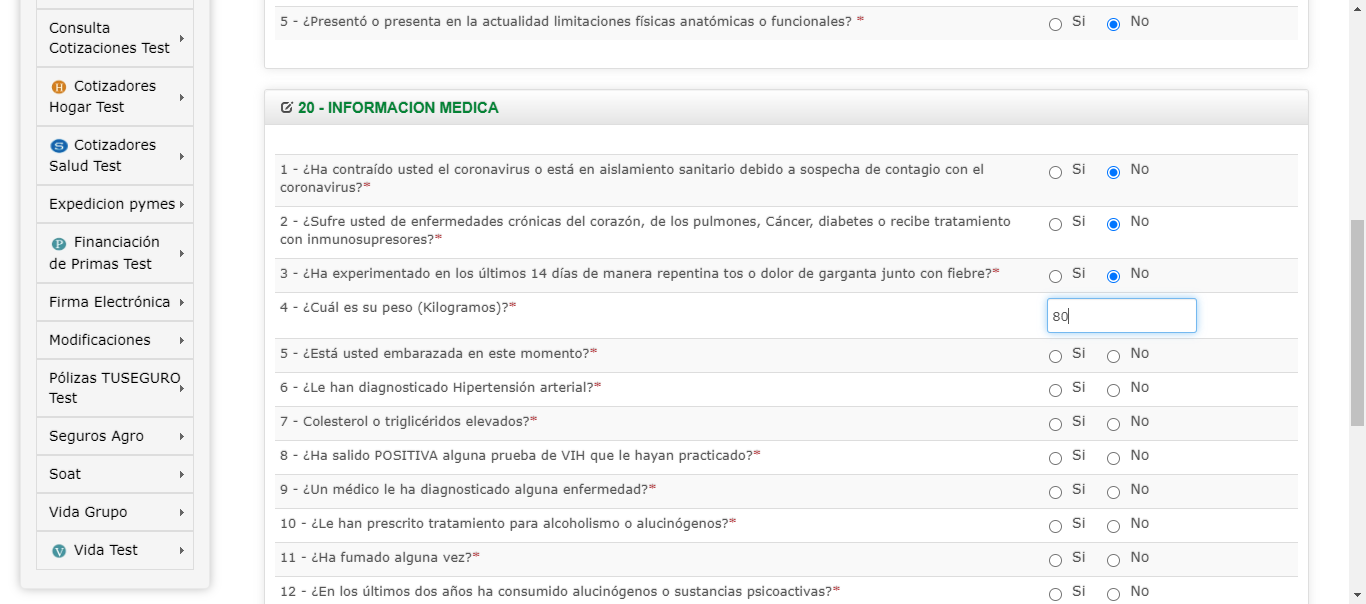 Consulta
Cotizaciones Test
H Cotizadores
Hogar Test
S Cotizadores
Salud Test
Expedicion pymes
P Financiación
de Primas Test
Firma Electrónica
Modificaciones
Pólizas TUSEGURO
Test
Seguros Agro
Soat
Vida Grupo
V Vida Test
5 - ¿Presentó o presenta en la actualidad limitaciones físicas anatómicas o funcionales? * Si No
20 - INFORMACION MEDICA
1 - ¿Ha contraído usted el coronavirus o está en aislamiento sanitario debido a sospecha de contagio con el Si No
coronavirus?*
2 - ¿Sufre usted de enfermedades crónicas del corazón, de los pulmones, Cáncer, diabetes o recibe tratamiento Si No
con inmunosupresores?*
3 - ¿Ha experimentado en los últimos 14 días de manera repentina tos o dolor de garganta junto con fiebre?* Si No
4 - ¿Cuál es su peso (Kilogramos)?* 80
5 - ¿Está usted embarazada en este momento?* Si No
6 - ¿Le han diagnosticado Hipertensión arterial?* Si No
7 - Colesterol o triglicéridos elevados?* Si No
8 - ¿Ha salido POSITIVA alguna prueba de VIH que le hayan practicado?* Si No
9 - ¿Un médico le ha diagnosticado alguna enfermedad?* Si No
10 - ¿Le han prescrito tratamiento para alcoholismo o alucinógenos?* Si No
11 - ¿Ha fumado alguna vez?* Si No
12 - ¿En los últimos dos años ha consumido alucinógenos o sustancias psicoactivas?* Si No